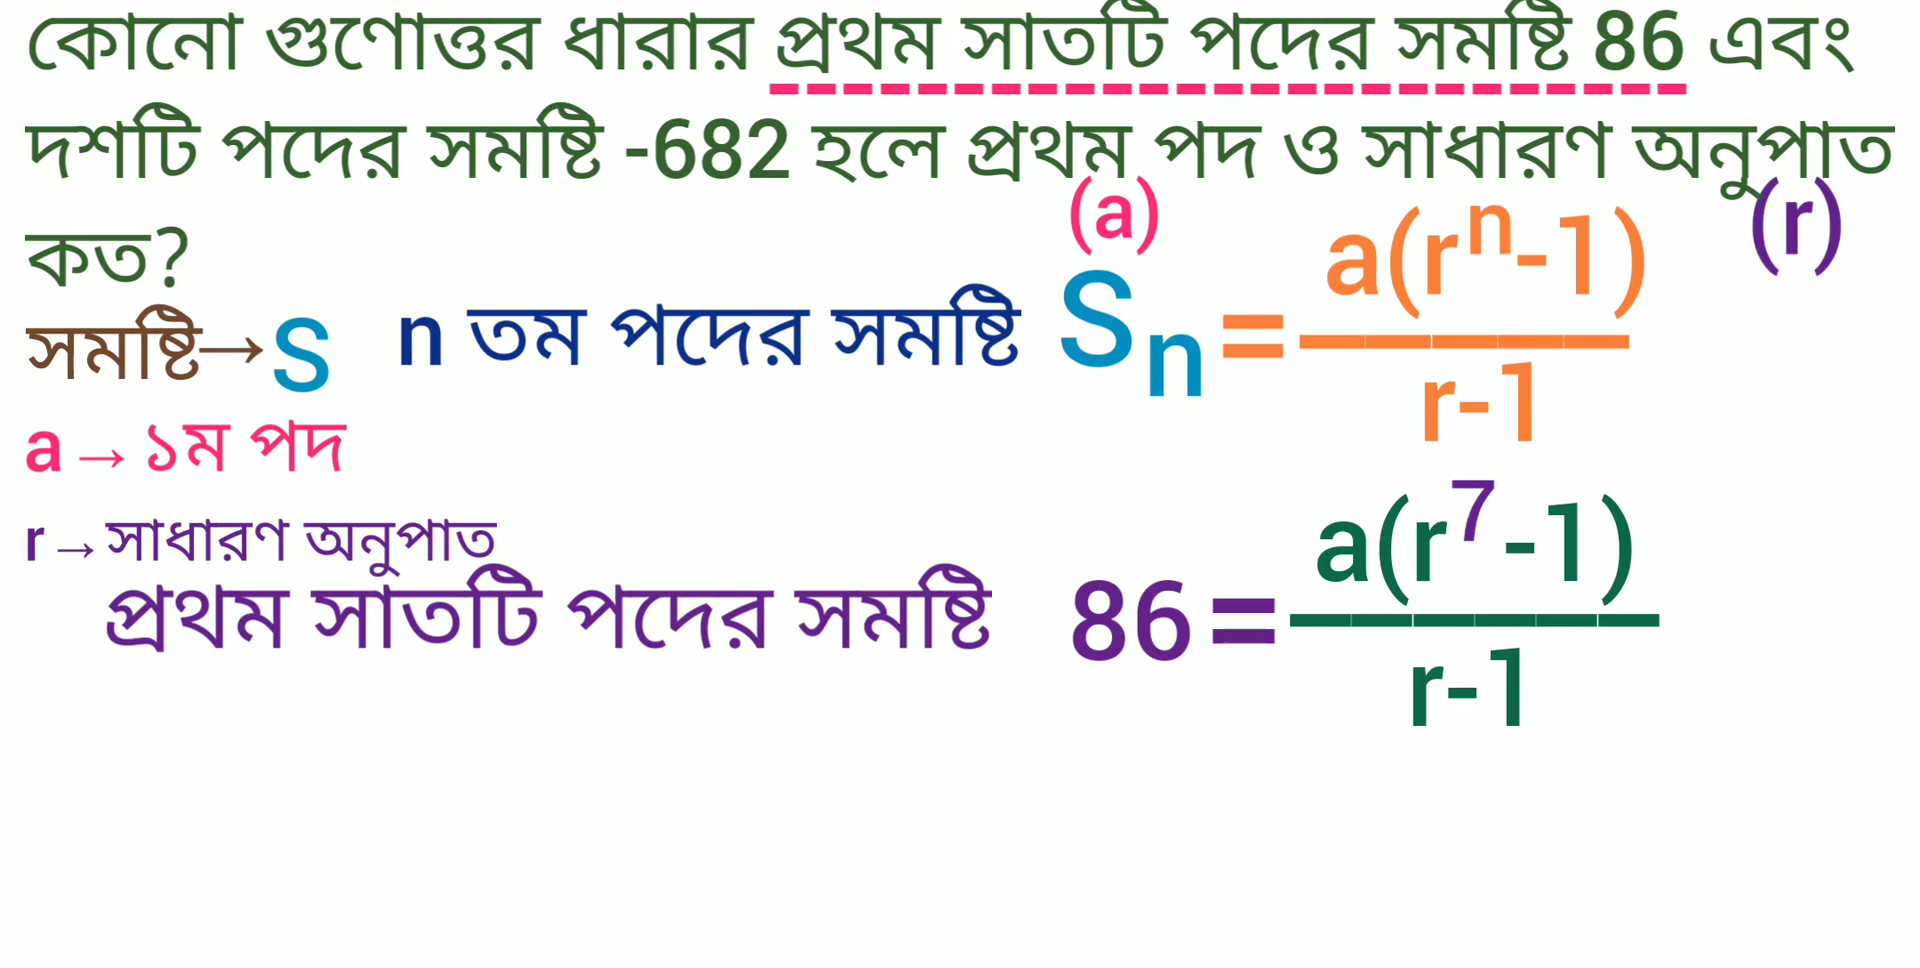 কোনো গুণোত্তর ধারার প্রথম সাতটি পদের সমষ্টি 86 এবং
দশটি পদের সমষ্টি -682 হলে প্রথম পদ ও সাধারণ অনুপাত
(a) (r)
কত?
সমষ্টি→S n তম পদের সমষ্টি Sₙ = a(rⁿ-1) / r-1
a→১ম পদ
r→সাধারণ অনুপাত
প্রথম সাতটি পদের সমষ্টি 86 = a(r⁷-1) / r-1